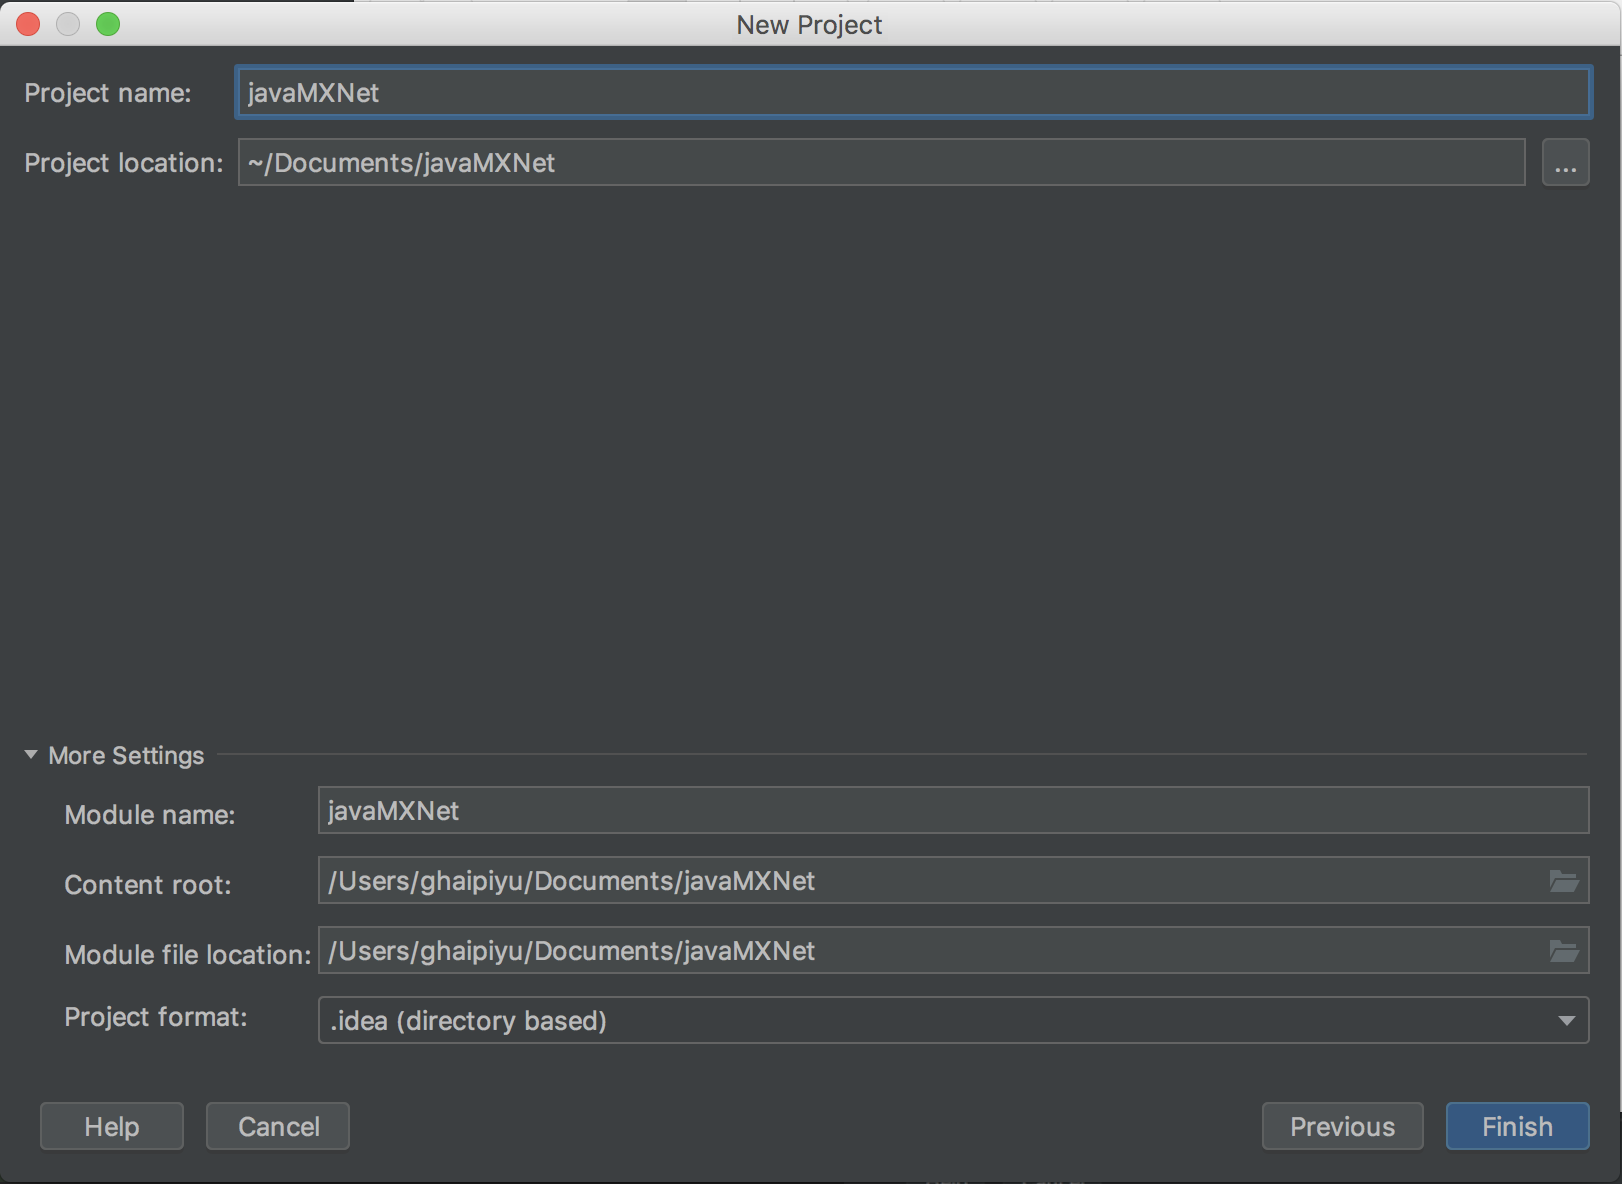 New Project
Project name: javaMXNet
Project location: ~/Documents/javaMXNet ...
More Settings
Module name: javaMXNet
Content root: /Users/ghaipiyu/Documents/javaMXNet
Module file location: /Users/ghaipiyu/Documents/javaMXNet
Project format: .idea (directory based)
Help Cancel Previous Finish